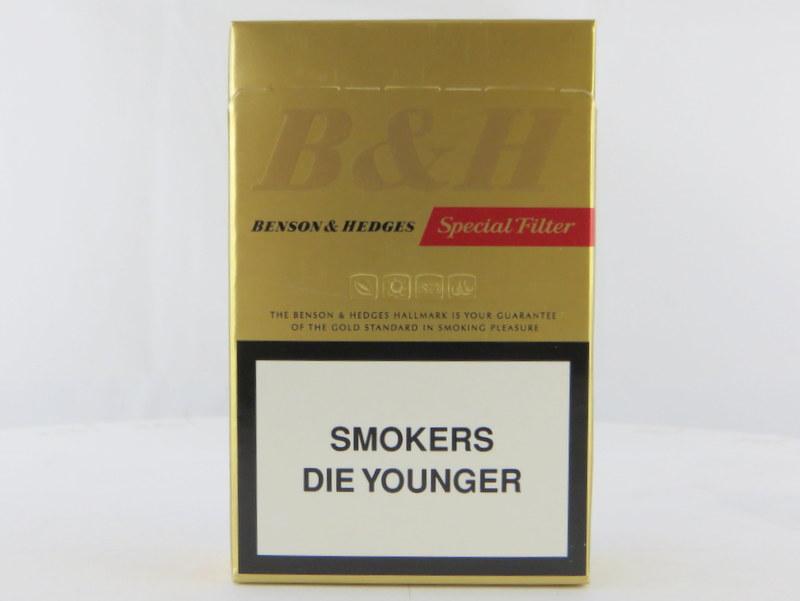 B&H
BENSON & HEDGES Special Filter
THE BENSON & HEDGES HALLMARK IS YOUR GUARANTEE
OF THE GOLD STANDARD IN SMOKING PLEASURE
SMOKERS
DIE YOUNGER